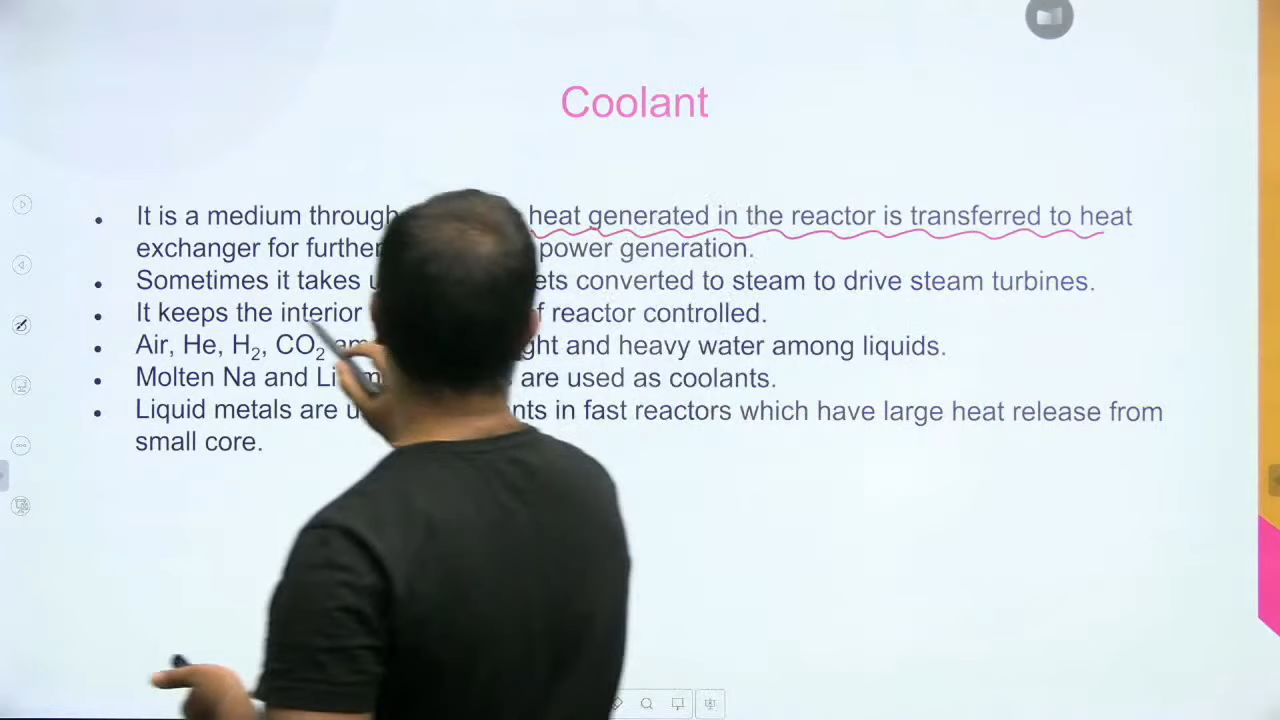 Coolant
• It is a medium through heat generated in the reactor is transferred to heat
exchanger for further power generation.
• Sometimes it takes converted to steam to drive steam turbines.
• It keeps the interior of reactor controlled.
• Air, He, H₂, CO₂ and heavy water among liquids.
• Molten Na and Li are used as coolants.
• Liquid metals are in fast reactors which have large heat release from
small core.